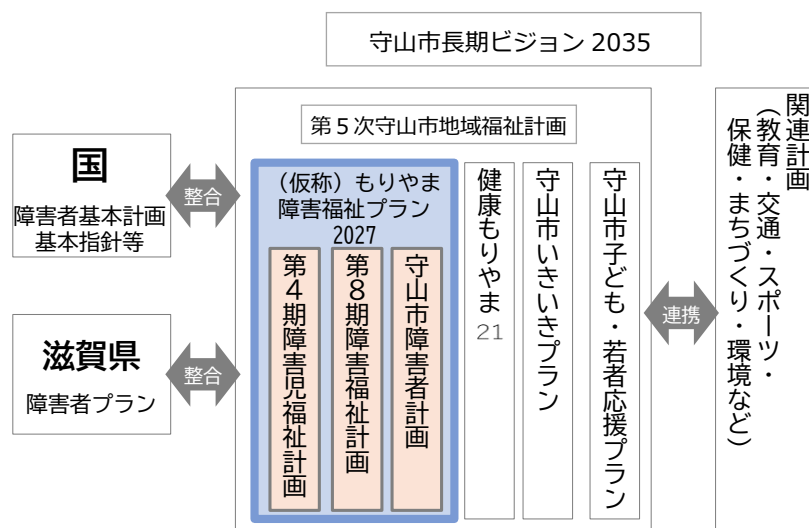 守山市長期ビジョン 2035
第5次守山市地域福祉計画
国
障害者基本計画
基本指針等
整合
滋賀県
障害者プラン
整合
（仮称）もりやま
障害福祉プラン
2027
第4期障害児福祉計画
第8期障害福祉計画
守山市障害者計画
健康もりやま21
守山市いきいきプラン
守山市子ども・若者応援プラン
連携
関連計画
（教育・交通・スポーツ・
保健・まちづくり・環境など）